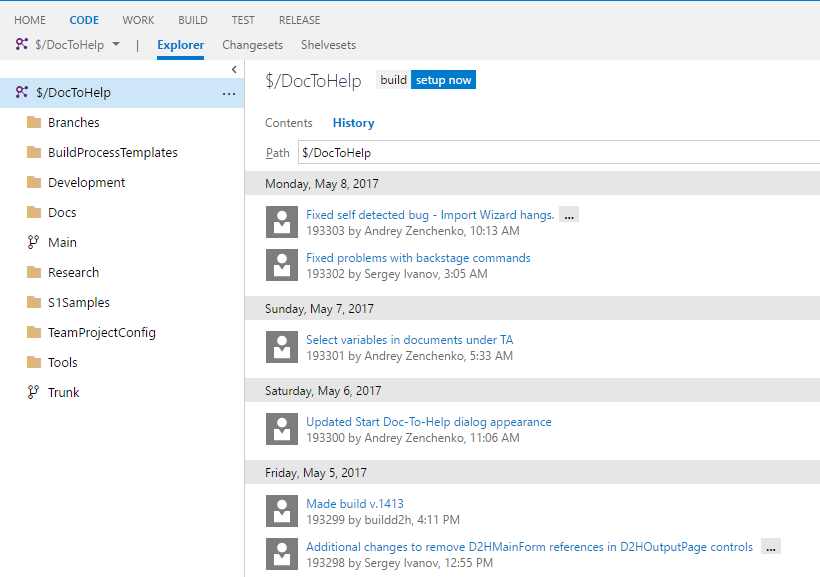 HOME CODE WORK BUILD TEST RELEASE
$/DocToHelp | Explorer Changesets Shelvesets
$/DocToHelp ...
Branches
BuildProcessTemplates
Development
Docs
Main
Research
S1Samples
TeamProjectConfig
Tools
Trunk
$/DocToHelp build setup now
Contents History
Path $/DocToHelp
Monday, May 8, 2017
Fixed self detected bug - Import Wizard hangs. ...
193303 by Andrey Zenchenko, 10:13 AM
Fixed problems with backstage commands
193302 by Sergey Ivanov, 3:05 AM
Sunday, May 7, 2017
Select variables in documents under TA
193301 by Andrey Zenchenko, 5:33 AM
Saturday, May 6, 2017
Updated Start Doc-To-Help dialog appearance
193300 by Andrey Zenchenko, 11:06 AM
Friday, May 5, 2017
Made build v.1413
193299 by buildd2h, 4:11 PM
Additional changes to remove D2HMainForm references in D2HOutputPage controls ...
193298 by Sergey Ivanov, 12:55 PM